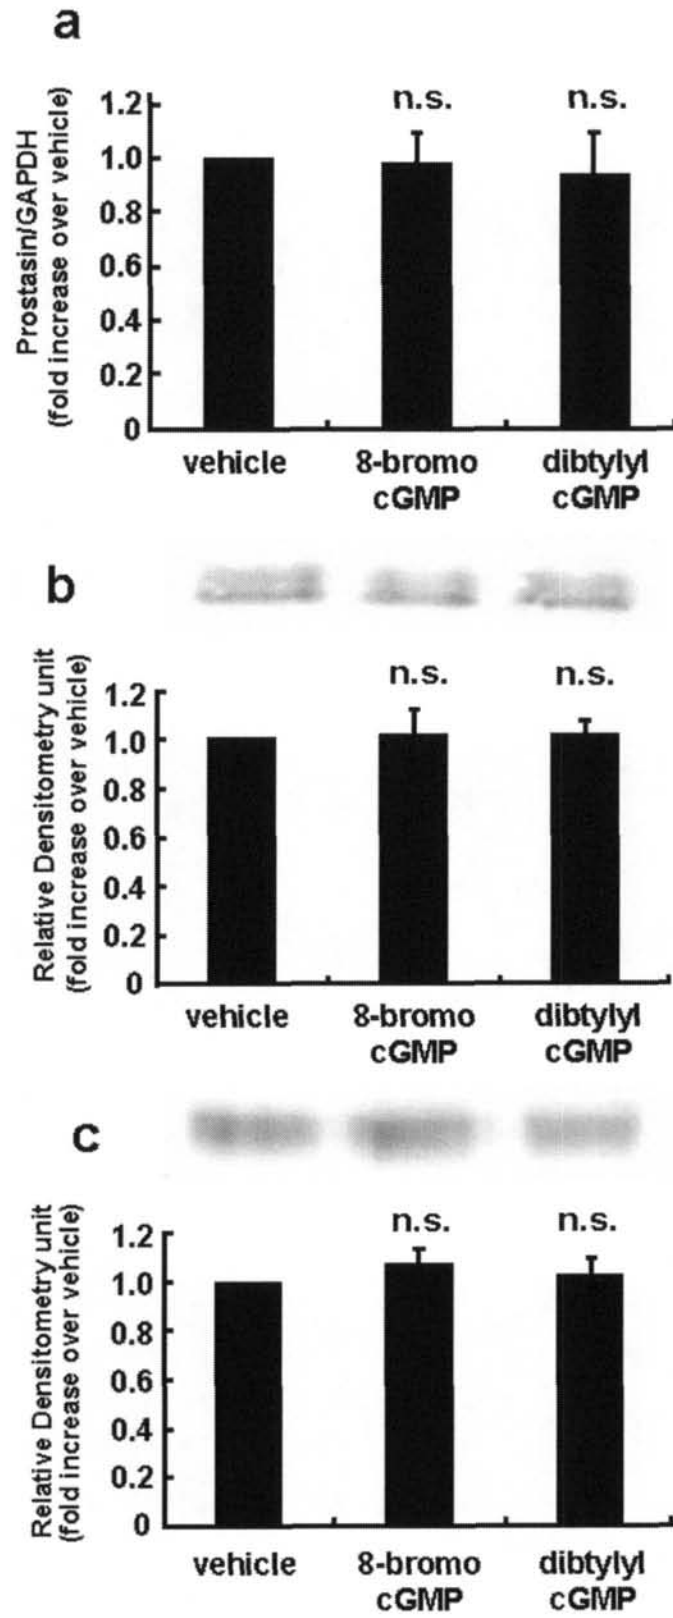 a
Prostasin/GAPDH
(fold increase over vehicle)
1.2
1.0
0.8
0.6
0.4
0.2
0
n.s.
n.s.
vehicle
8-bromo
cGMP
dibtylyl
cGMP
b
Relative Densitometry unit
(fold increase over vehicle)
1.2
1.0
0.8
0.6
0.4
0.2
0
n.s.
n.s.
vehicle
8-bromo
cGMP
dibtylyl
cGMP
c
Relative Densitometry unit
(fold increase over vehicle)
1.2
1.0
0.8
0.6
0.4
0.2
0
n.s.
n.s.
vehicle
8-bromo
cGMP
dibtylyl
cGMP